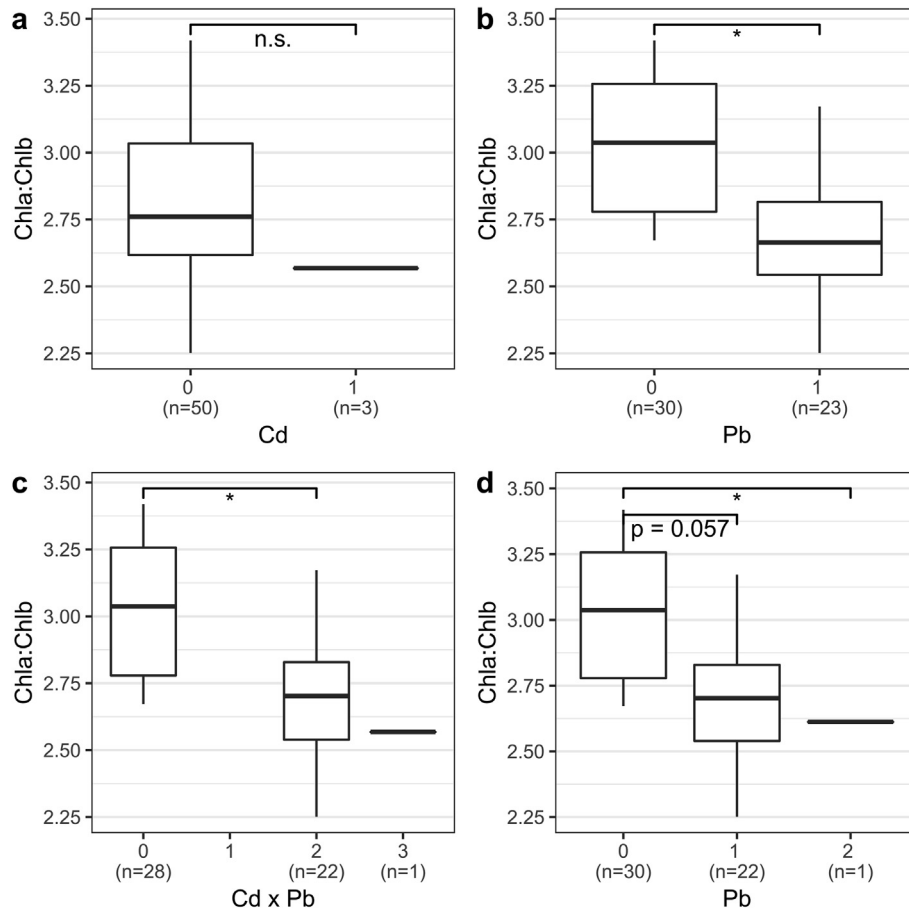 a
3.50
3.25
3.00
2.75
2.50
2.25
Chla:Chlb
n.s.
0
(n=50)
1
(n=3)
Cd
b
3.50
3.25
3.00
2.75
2.50
2.25
Chla:Chlb
*
0
(n=30)
1
(n=23)
Pb
c
3.50
3.25
3.00
2.75
2.50
2.25
Chla:Chlb
*
0
(n=28)
1
2
(n=22)
3
(n=1)
Cd x Pb
d
3.50
3.25
3.00
2.75
2.50
2.25
Chla:Chlb
*
p = 0.057
0
(n=30)
1
(n=22)
2
(n=1)
Pb